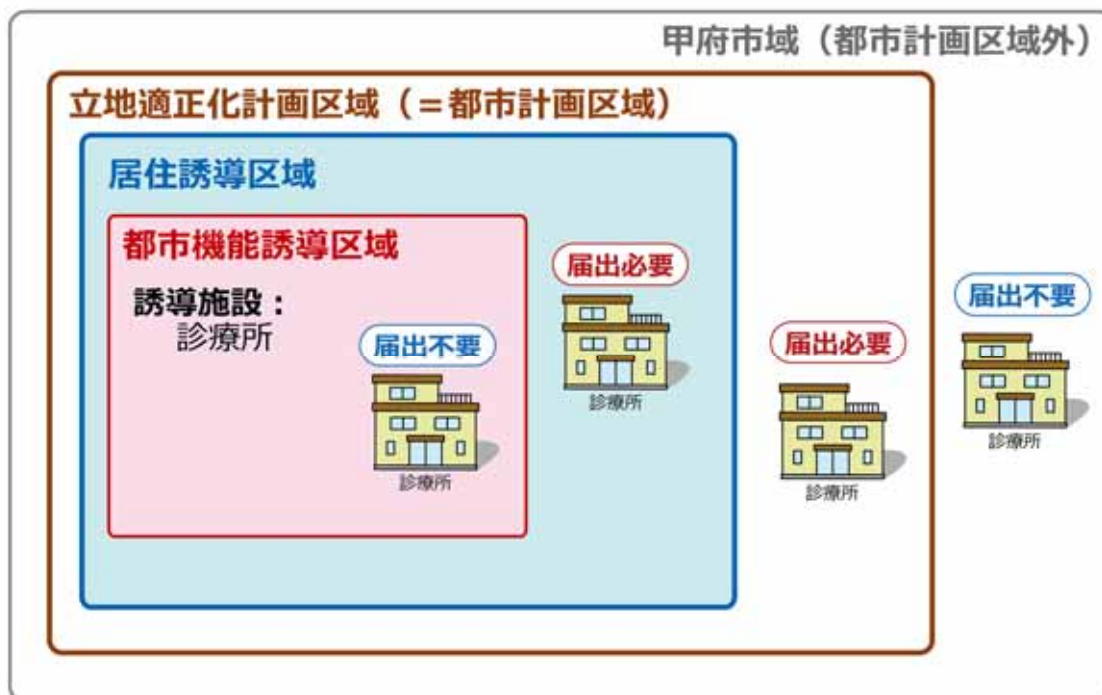 甲府市域（都市計画区域外）
立地適正化計画区域（＝都市計画区域）
居住誘導区域
都市機能誘導区域
誘導施設：
診療所
届出不要
診療所
届出必要
診療所
届出必要
診療所
届出不要
診療所